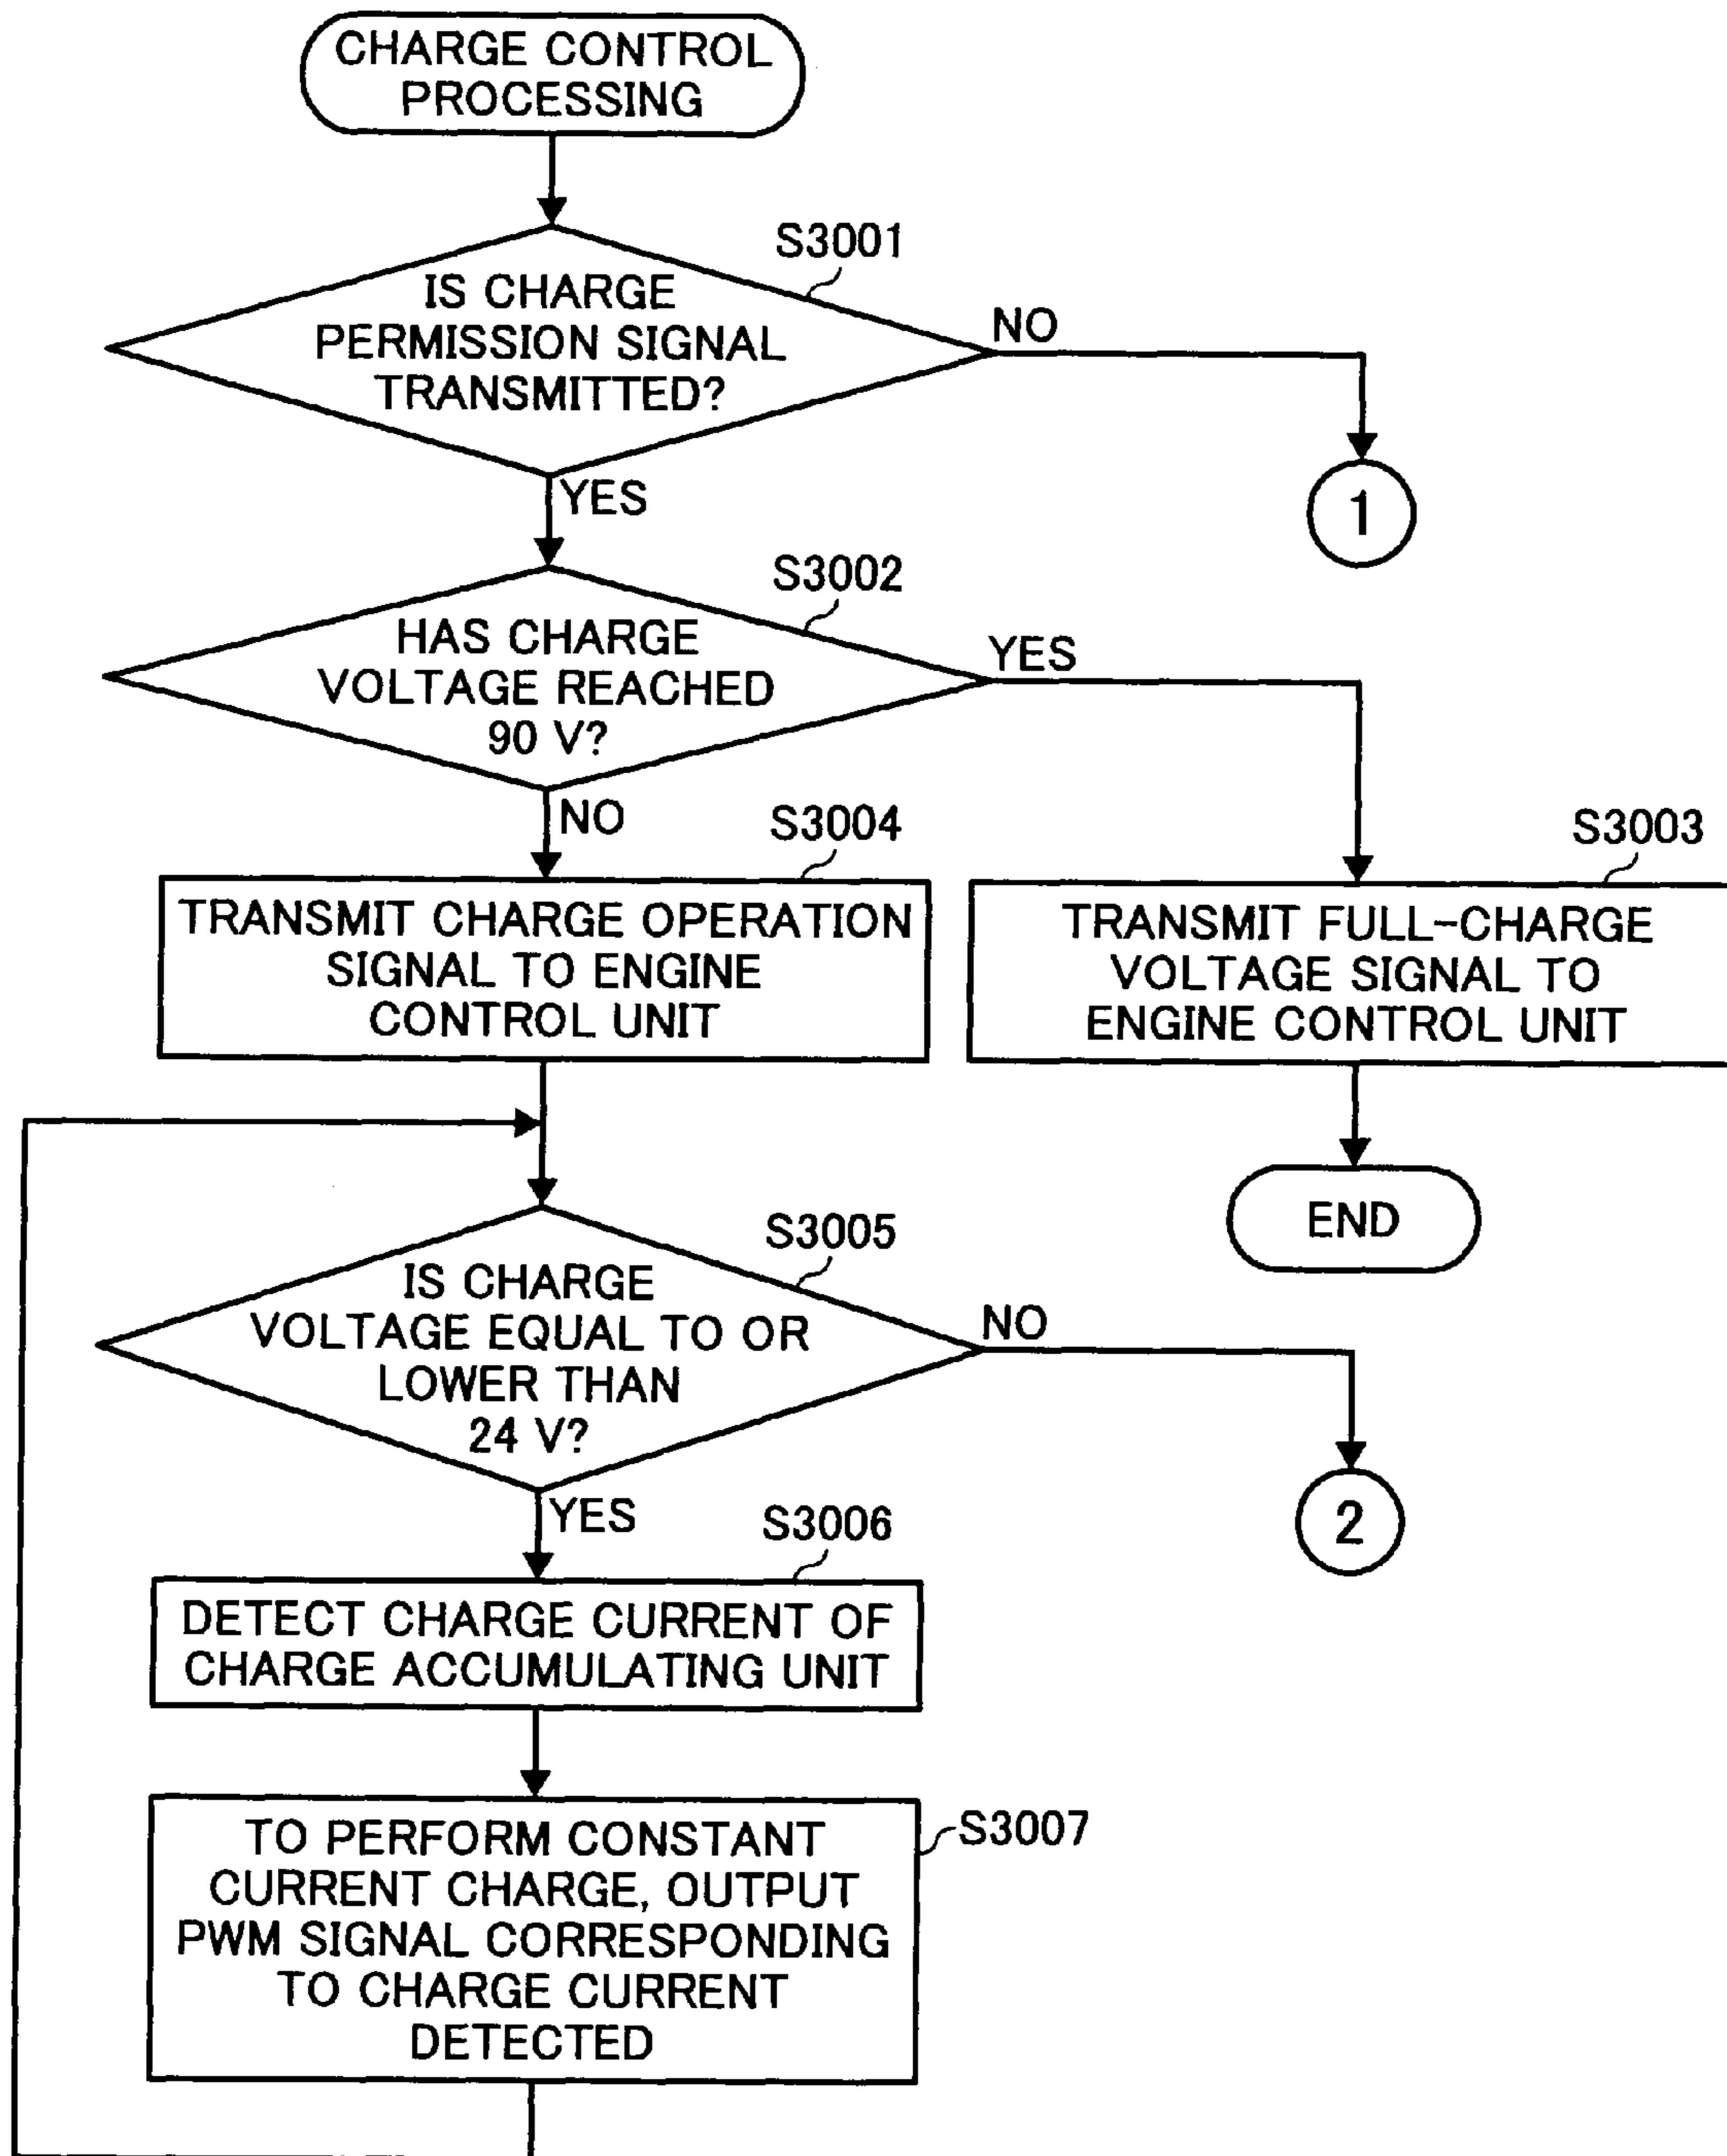 CHARGE CONTROL
PROCESSING
S3001
IS CHARGE
PERMISSION SIGNAL
TRANSMITTED?
NO
1
YES
S3002
HAS CHARGE
VOLTAGE REACHED
90 V?
YES
NO
S3004
TRANSMIT CHARGE OPERATION
SIGNAL TO ENGINE
CONTROL UNIT
S3003
TRANSMIT FULL-CHARGE
VOLTAGE SIGNAL TO
ENGINE CONTROL UNIT
END
S3005
IS CHARGE
VOLTAGE EQUAL TO OR
LOWER THAN
24 V?
NO
2
YES
S3006
DETECT CHARGE CURRENT OF
CHARGE ACCUMULATING UNIT
S3007
TO PERFORM CONSTANT
CURRENT CHARGE, OUTPUT
PWM SIGNAL CORRESPONDING
TO CHARGE CURRENT
DETECTED